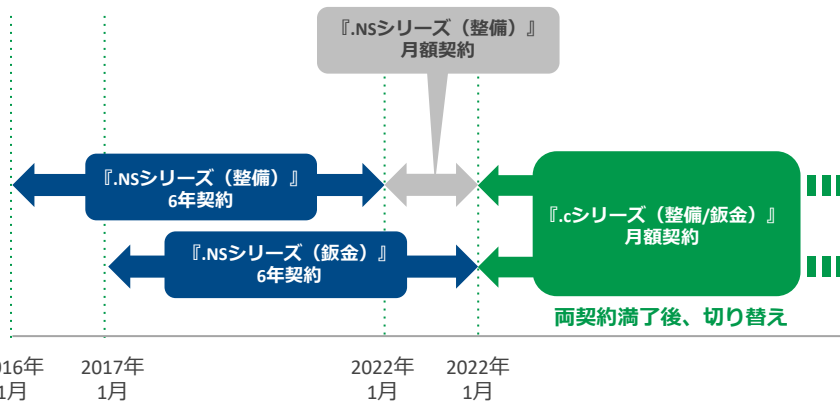 『.NSシリーズ（整備）』
月額契約
『.NSシリーズ（整備）』
6年契約
『.NSシリーズ（鈑金）』
6年契約
『.cシリーズ（整備/鈑金）』
月額契約
両契約満了後、切り替え
016年
1月
2017年
1月
2022年
1月
2022年
1月